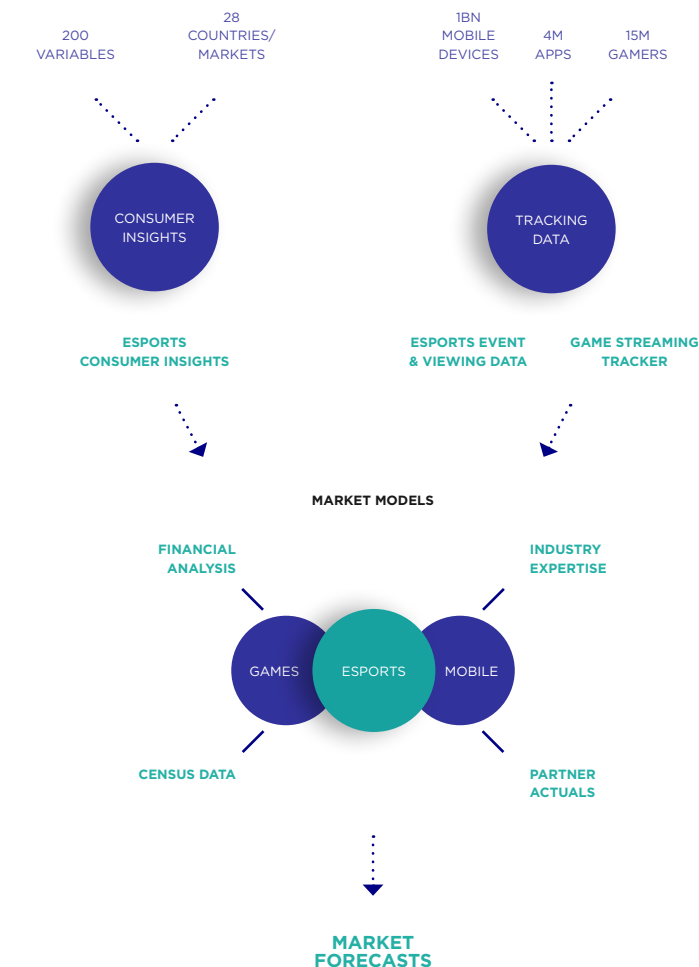 200
VARIABLES
28
COUNTRIES/
MARKETS
1BN
MOBILE
DEVICES
4M
APPS
15M
GAMERS
CONSUMER
INSIGHTS
TRACKING
DATA
ESPORTS
CONSUMER INSIGHTS
ESPORTS EVENT
& VIEWING DATA
GAME STREAMING
TRACKER
MARKET MODELS
FINANCIAL
ANALYSIS
INDUSTRY
EXPERTISE
GAMES
ESPORTS
MOBILE
CENSUS DATA
PARTNER
ACTUALS
MARKET
FORECASTS